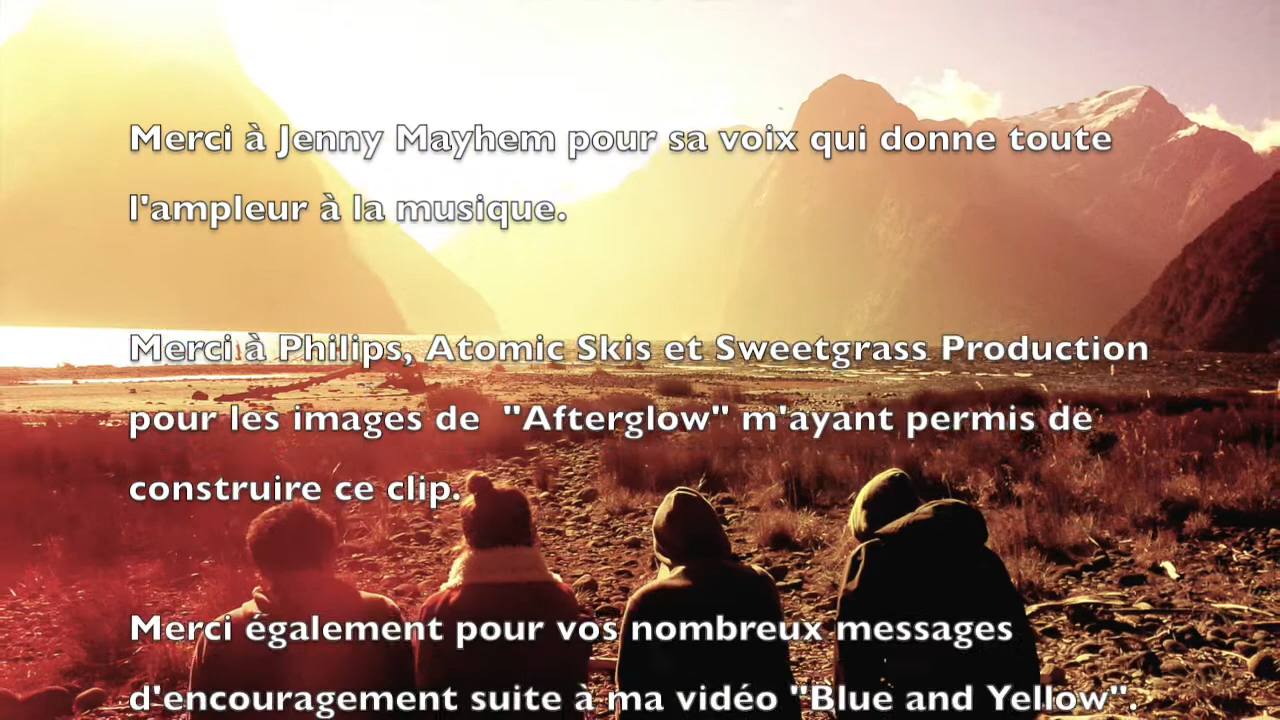 Merci à Jenny Mayhem pour sa voix qui donne toute
l'ampleur à la musique.
Merci à Philips, Atomic Skis et Sweetgrass Production
pour les images de  "Afterglow" m'ayant permis de
construire ce clip.
Merci également pour vos nombreux messages
d'encouragement suite à ma vidéo "Blue and Yellow".